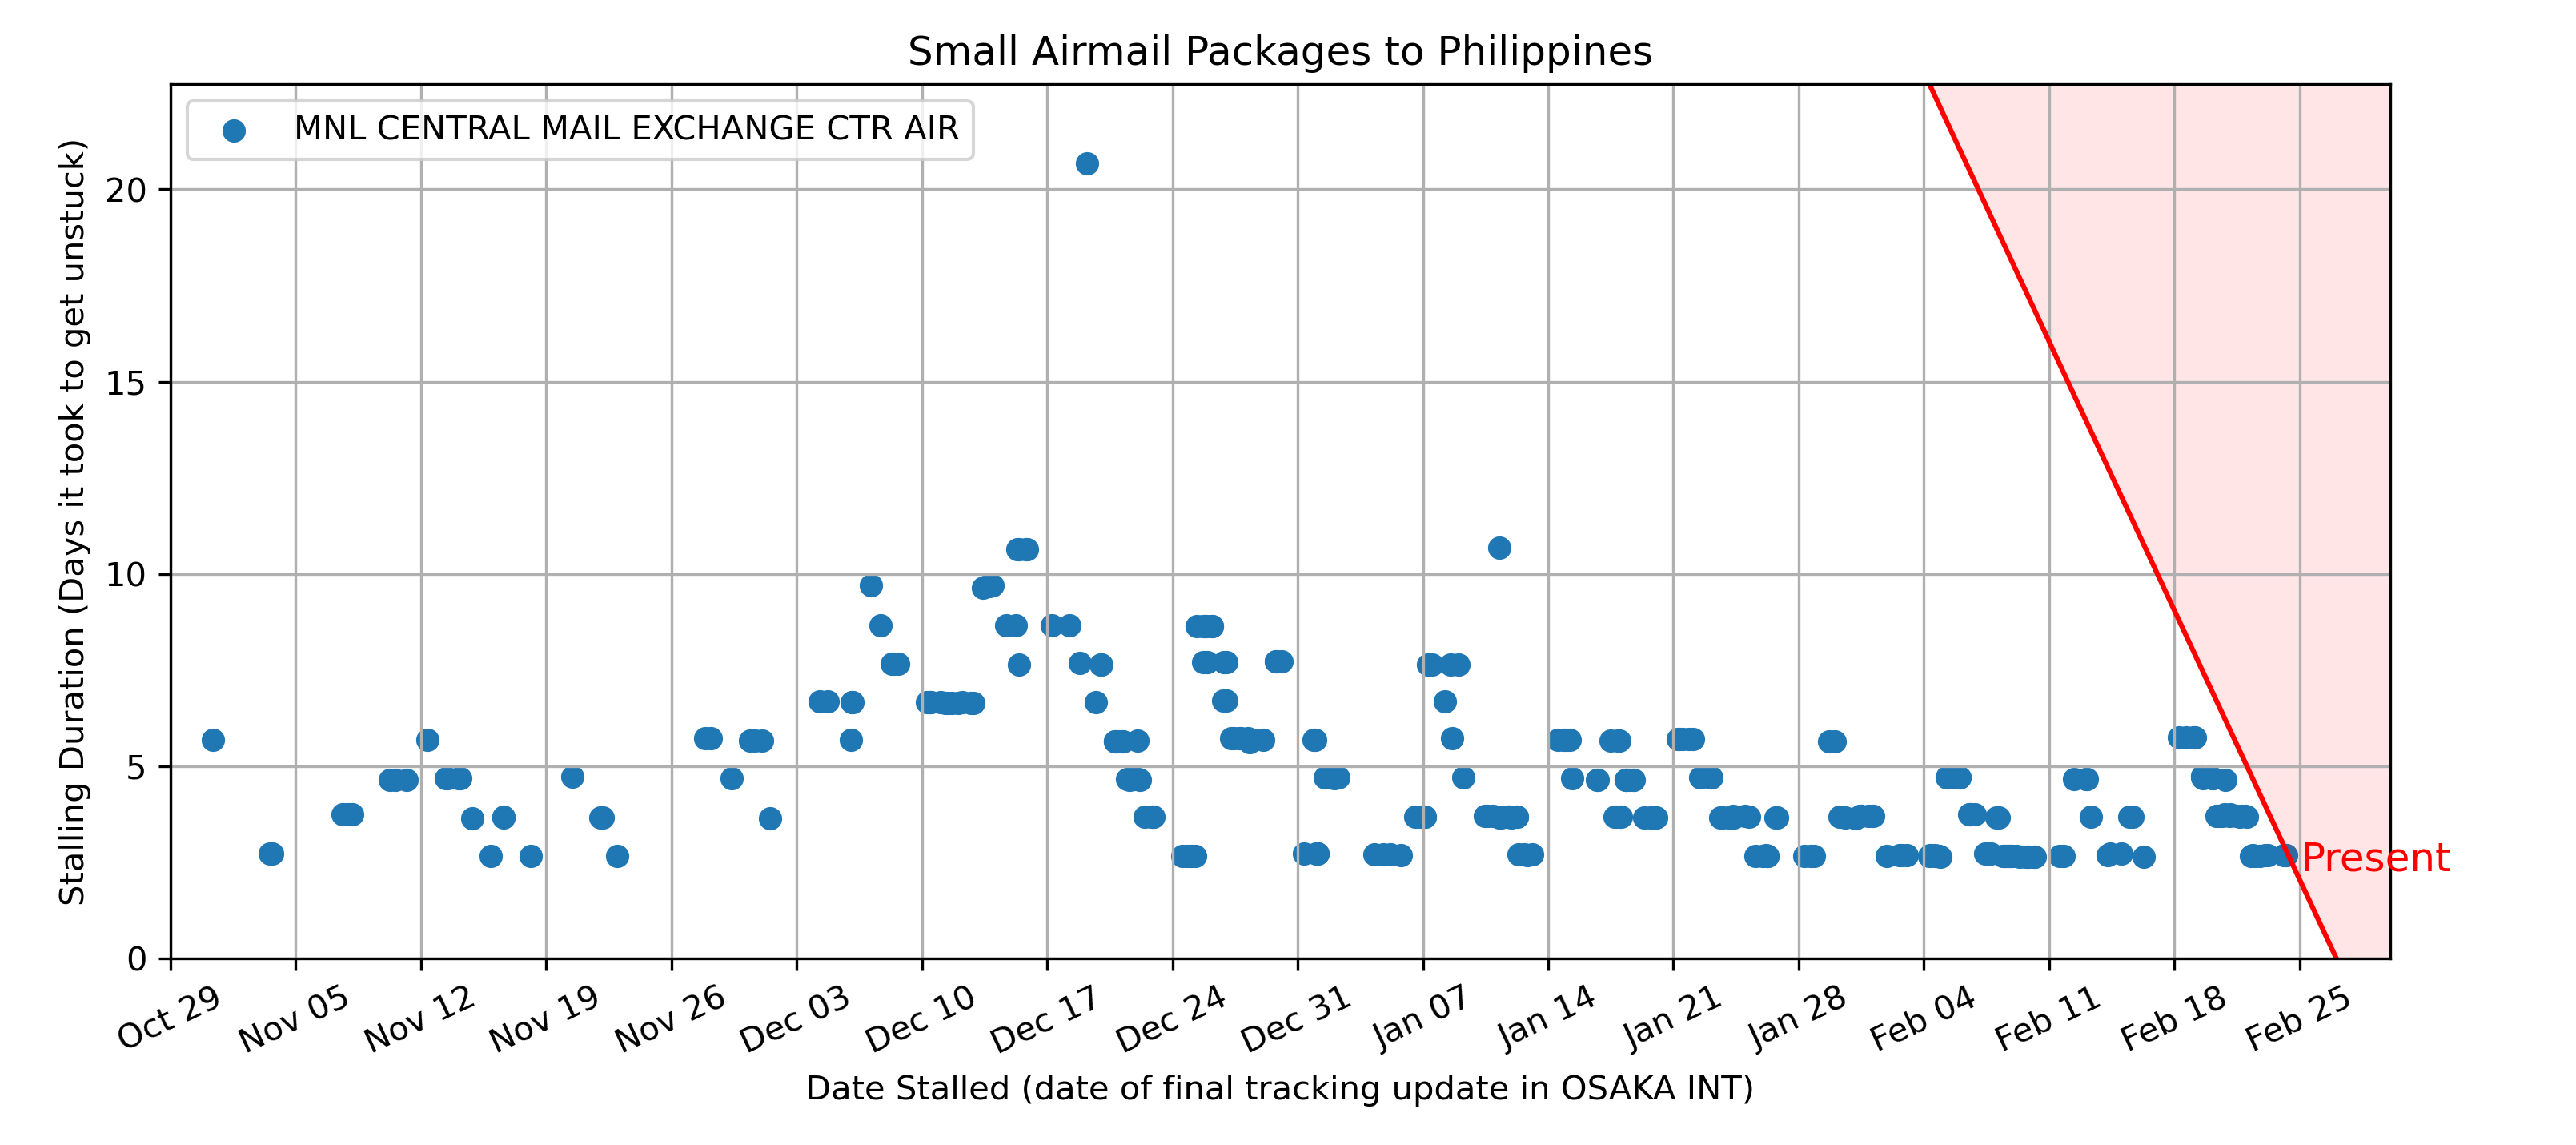 Small Airmail Packages to Philippines
MNL CENTRAL MAIL EXCHANGE CTR AIR
Stalling Duration (Days it took to get unstuck)
20
15
10
5
0
Present
Oct 29
Nov 05
Nov 12
Nov 19
Nov 26
Dec 03
Dec 10
Dec 17
Dec 24
Dec 31
Jan 07
Jan 14
Jan 21
Jan 28
Feb 04
Feb 11
Feb 18
Feb 25
Date Stalled (date of final tracking update in OSAKA INT)